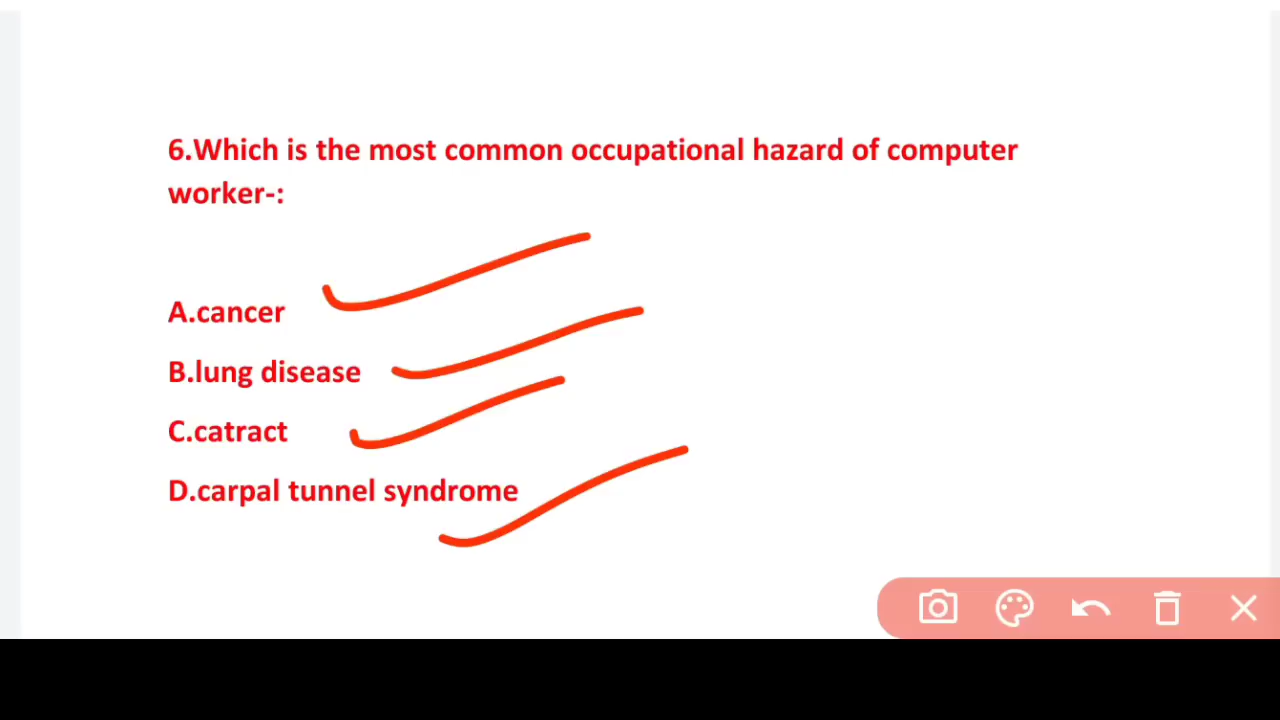 6.Which is the most common occupational hazard of computer
worker-:
A.cancer
B.lung disease
C.catract
D.carpal tunnel syndrome